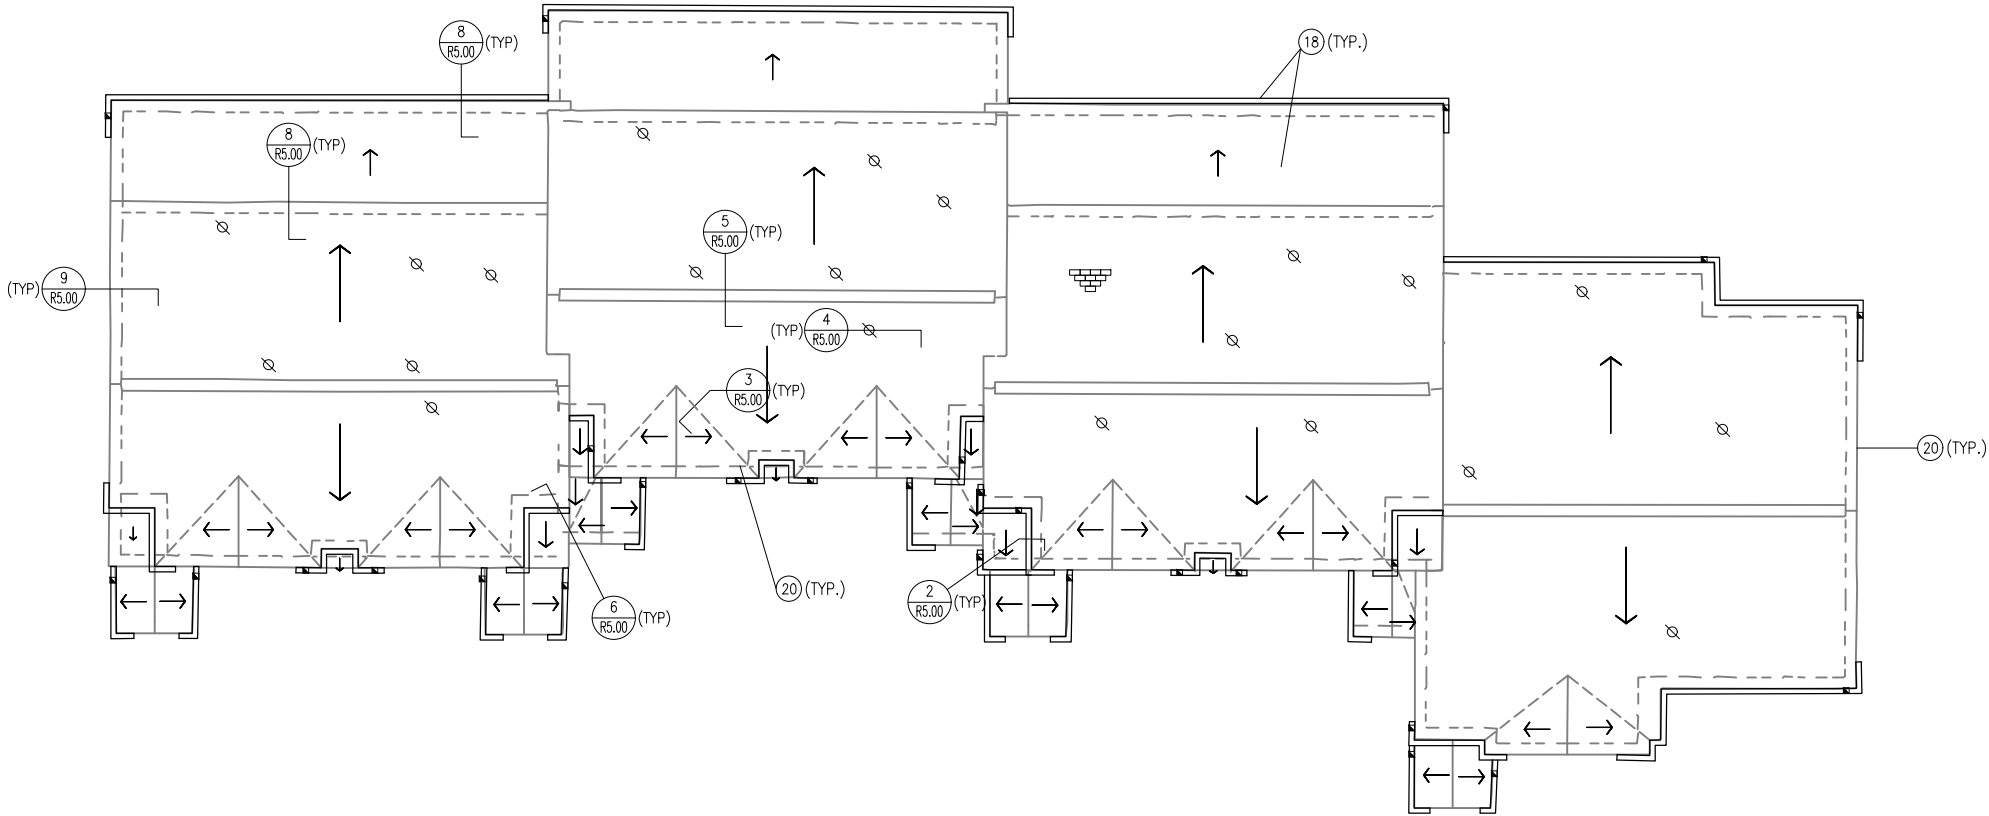 8
R5.00
(TYP)
18
(TYP.)
8
R5.00
(TYP)
5
R5.00
(TYP)
(TYP)
9
R5.00
(TYP)
4
R5.00
3
R5.00
(TYP)
20
(TYP.)
20
(TYP.)
2
R5.00
(TYP)
6
R5.00
(TYP)